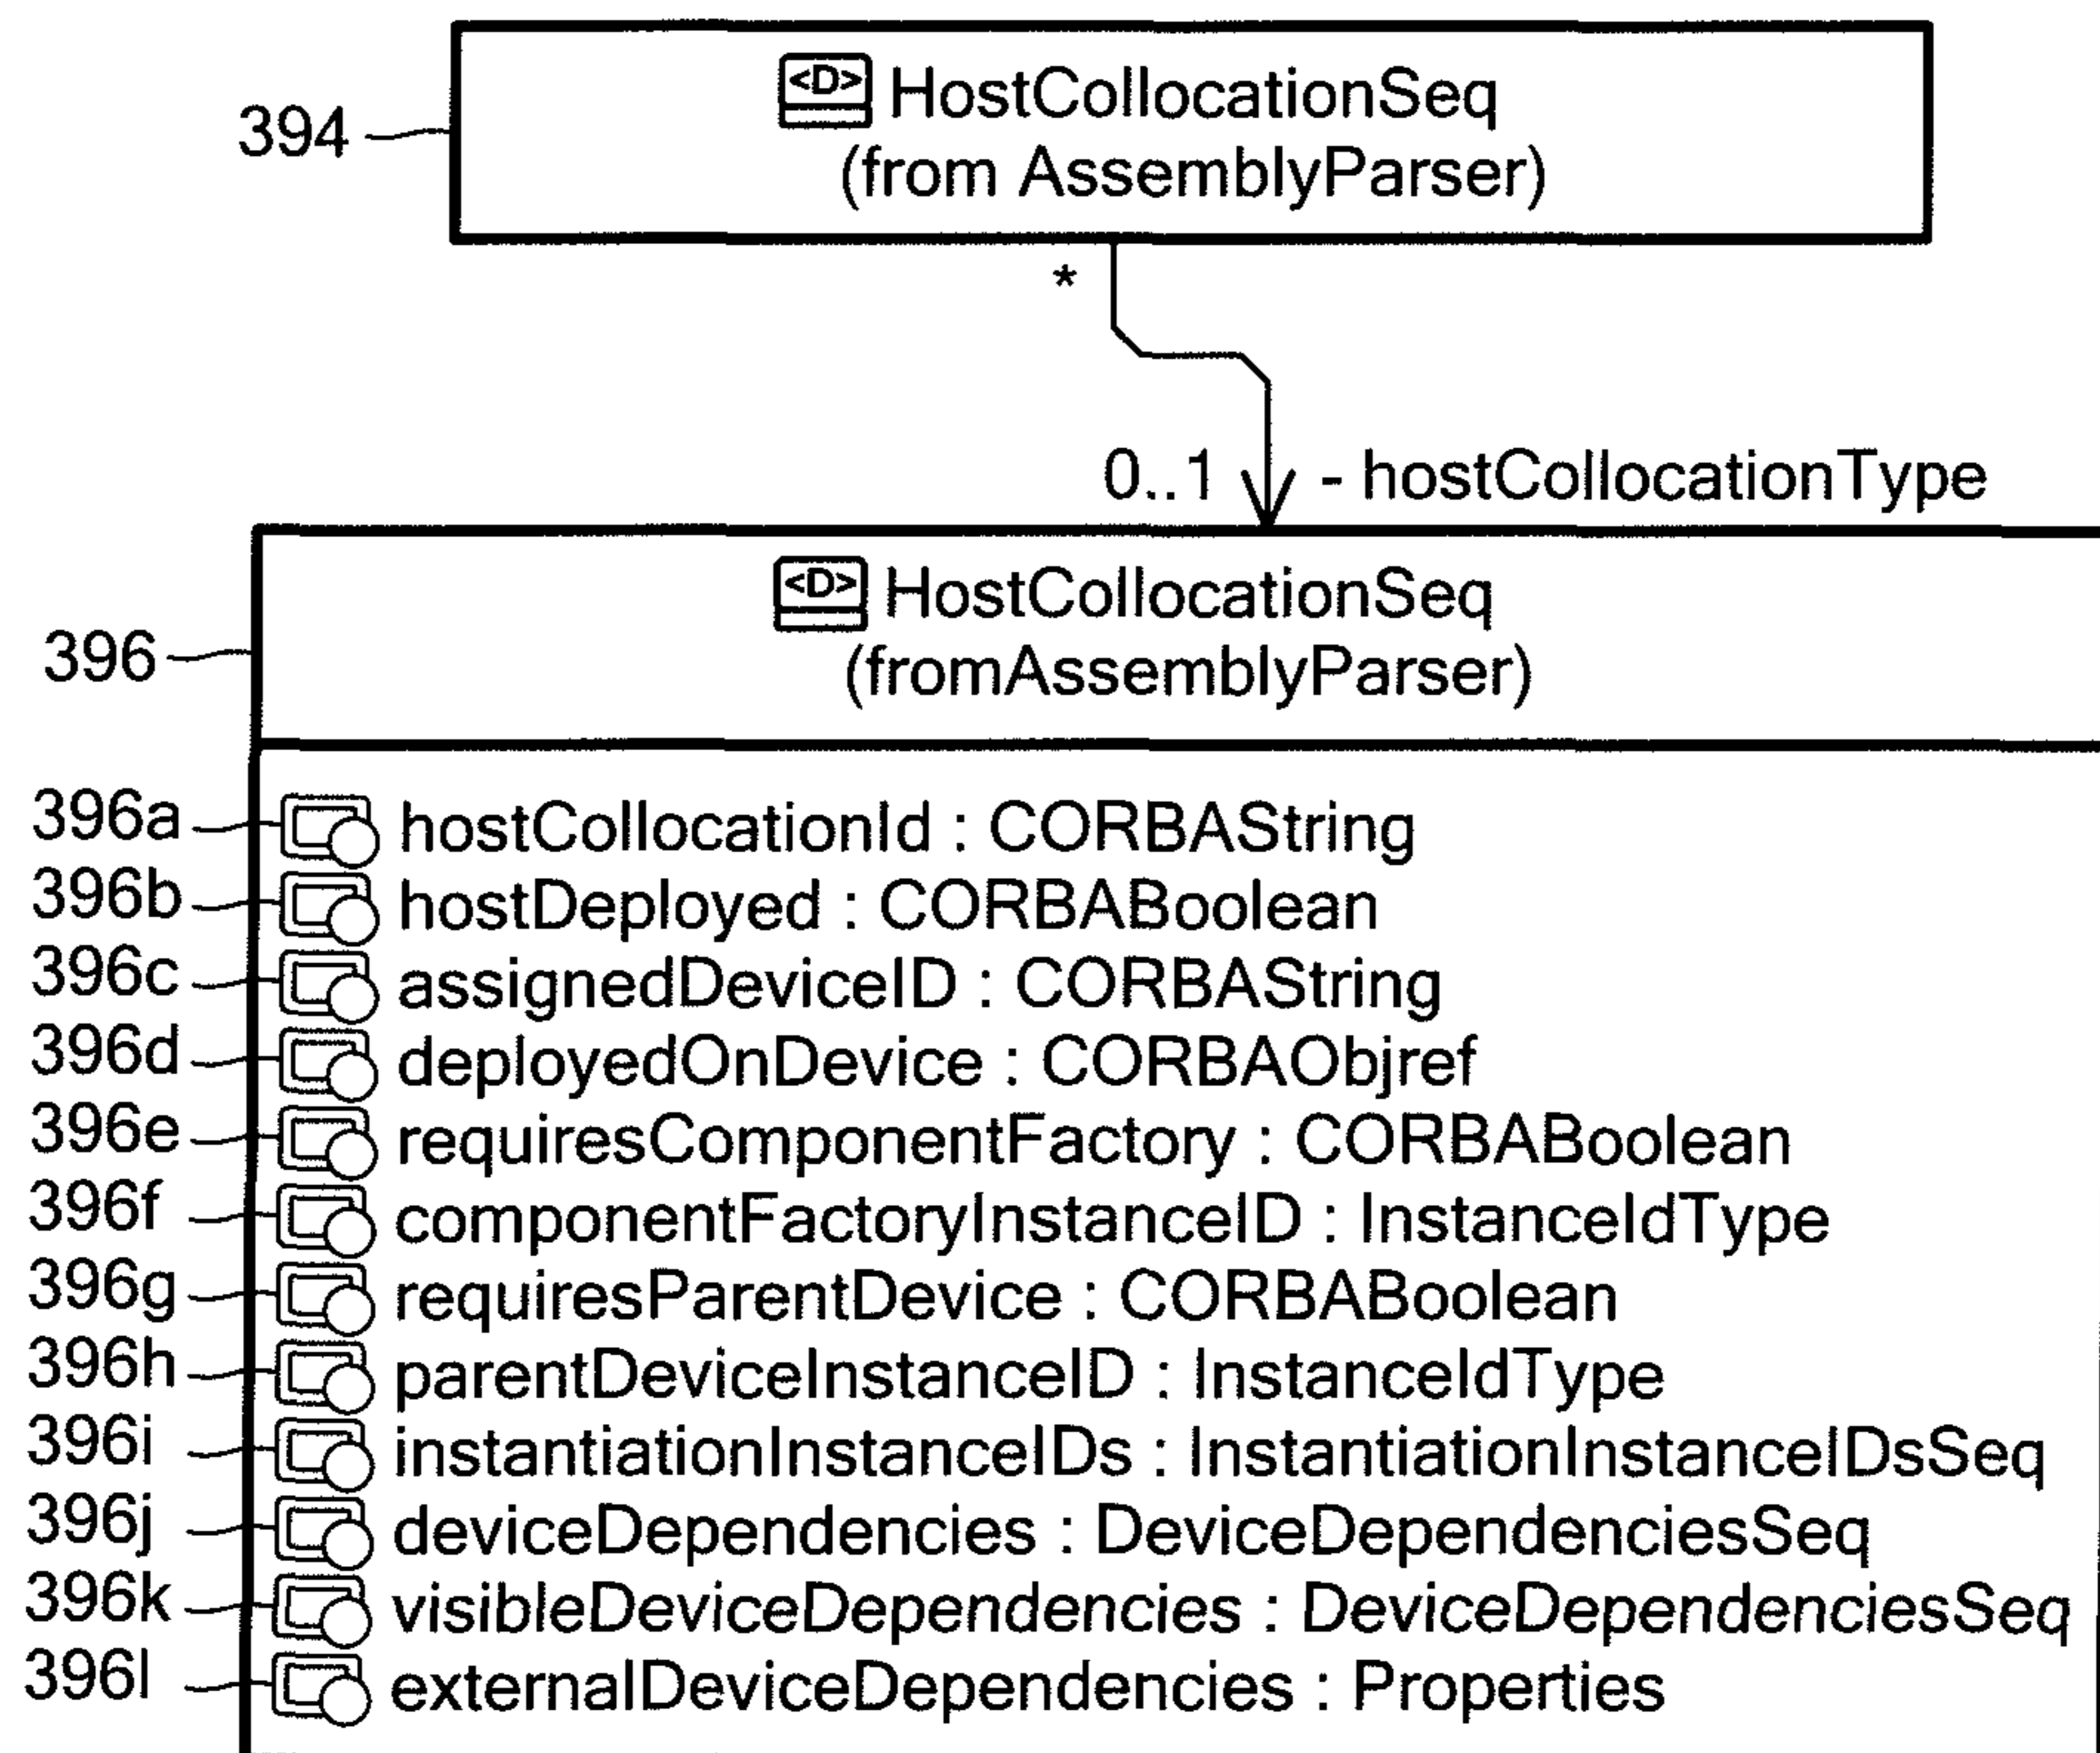 <D> HostCollocationSeq
394
(from AssemblyParser)
*
0..1 - hostCollocationType
<D> HostCollocationSeq
396
(fromAssemblyParser)
396a hostCollocationId : CORBAString
396b hostDeployed : CORBABoolean
396c assignedDeviceID : CORBAString
396d deployedOnDevice : CORBAObjref
396e requiresComponentFactory : CORBABoolean
396f componentFactoryInstanceID : InstanceIdType
396g requiresParentDevice : CORBABoolean
396h parentDeviceInstanceID : InstanceIdType
396i instantiationInstanceIDs : InstantiationInstanceIDsSeq
396j deviceDependencies : DeviceDependenciesSeq
396k visibleDeviceDependencies : DeviceDependenciesSeq
396l externalDeviceDependencies : Properties